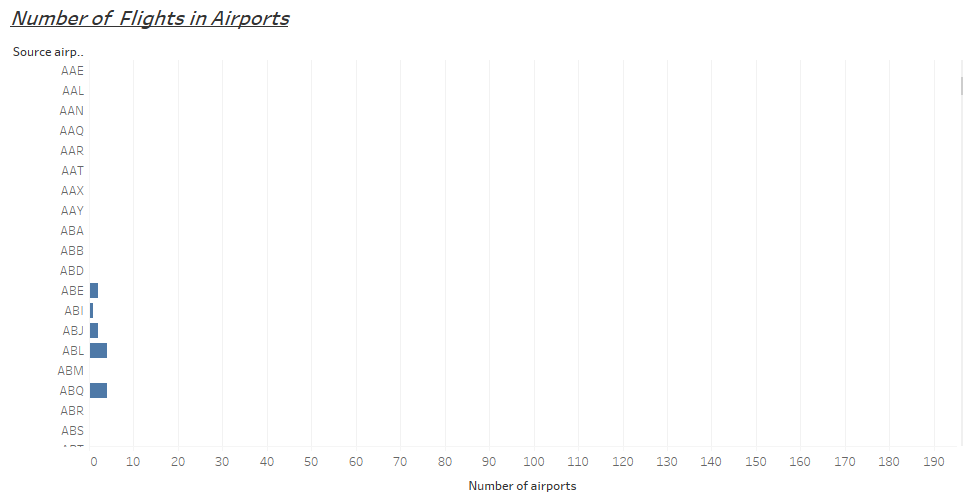 Number of Flights in Airports
Source airp..
AAE
AAL
AAN
AAQ
AAR
AAT
AAX
AAY
ABA
ABB
ABD
ABE
ABI
ABJ
ABL
ABM
ABQ
ABR
ABS
0 10 20 30 40 50 60 70 80 90 100 110 120 130 140 150 160 170 180 190
Number of airports